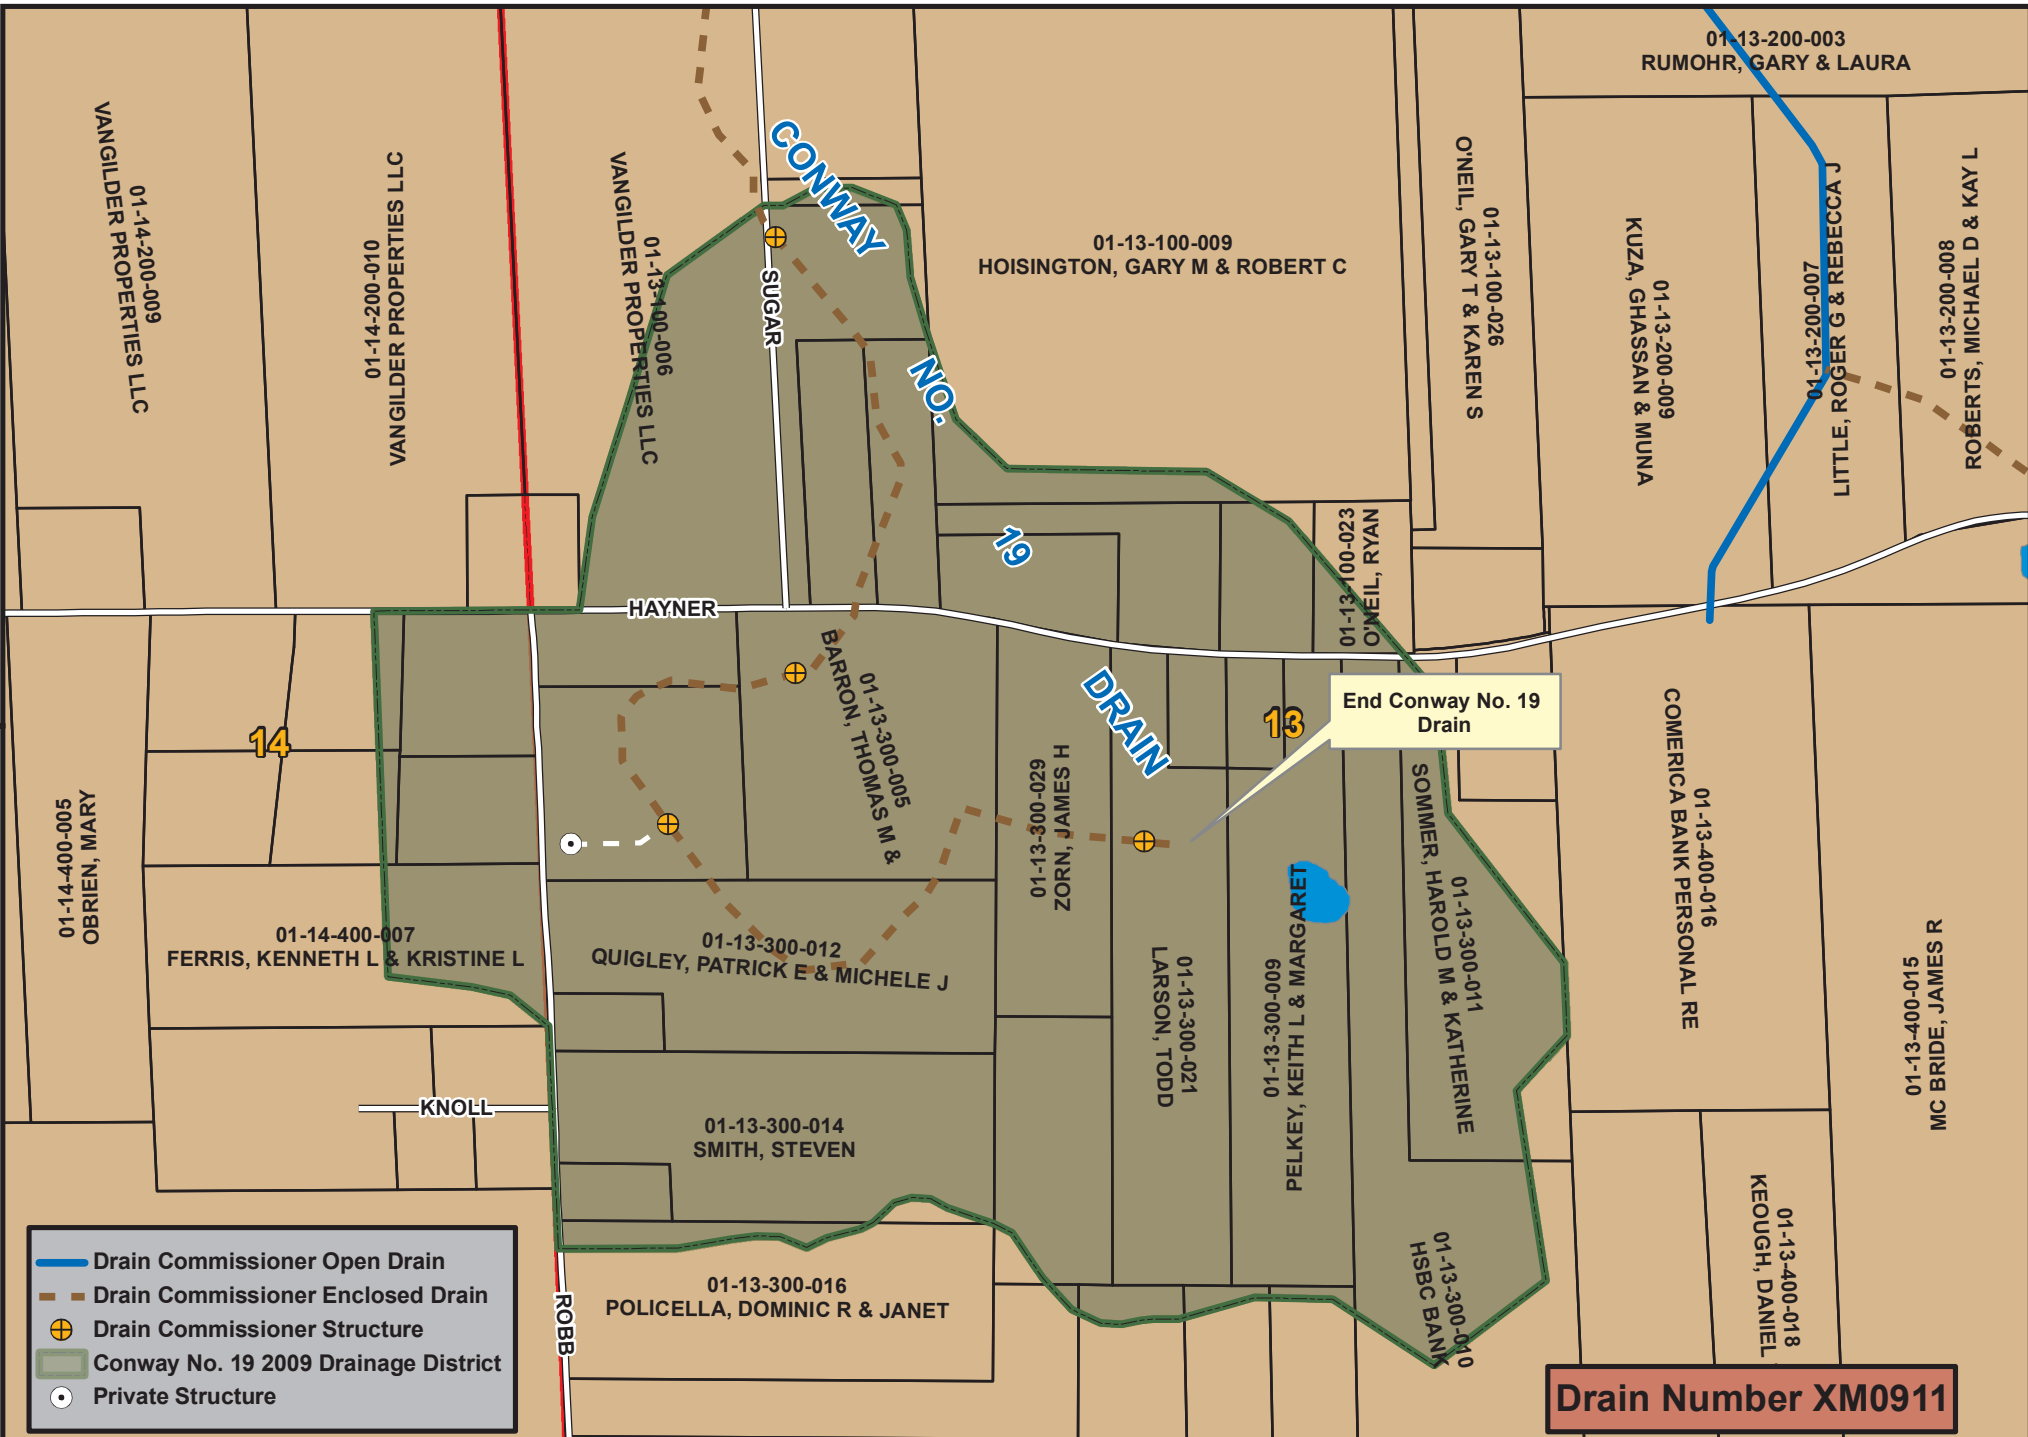 01-13-200-003
RUMOHR, GARY & LAURA
01-14-200-009
VANGILDER PROPERTIES LLC
01-14-200-010
VANGILDER PROPERTIES LLC
01-13-100-006
VANGILDER PROPERTIES LLC
SUGAR
CONWAY
NO.
19
DRAIN
01-13-100-009
HOISINGTON, GARY M & ROBERT C
01-13-100-026
O'NEIL, GARY T & KAREN S
01-13-200-009
KUZA, GHASSAN & MUNA
01-13-200-007
LITTLE, ROGER G & REBECCA J
01-13-200-008
ROBERTS, MICHAEL D & KAY L
01-13-100-023
O'NEIL, RYAN
HAYNER
14
13
End Conway No. 19
Drain
01-13-300-005
BARRON, THOMAS M &
01-13-300-029
ZORN, JAMES H
01-14-400-005
OBRIEN, MARY
01-14-400-007
FERRIS, KENNETH L & KRISTINE L
01-13-300-012
QUIGLEY, PATRICK E & MICHELE J
01-13-300-021
LARSON, TODD
01-13-300-009
PELKEY, KEITH L & MARGARET
01-13-300-011
SOMMER, HAROLD M & KATHERINE
01-13-400-016
COMERICA BANK PERSONAL RE
01-13-400-015
MC BRIDE, JAMES R
KNOLL
01-13-300-014
SMITH, STEVEN
01-13-300-016
POLICELLA, DOMINIC R & JANET
ROBB
01-13-300-010
HSBC BANK
01-13-400-018
KEOUGH, DANIEL
Drain Commissioner Open Drain
Drain Commissioner Enclosed Drain
Drain Commissioner Structure
Conway No. 19 2009 Drainage District
Private Structure
Drain Number XM0911